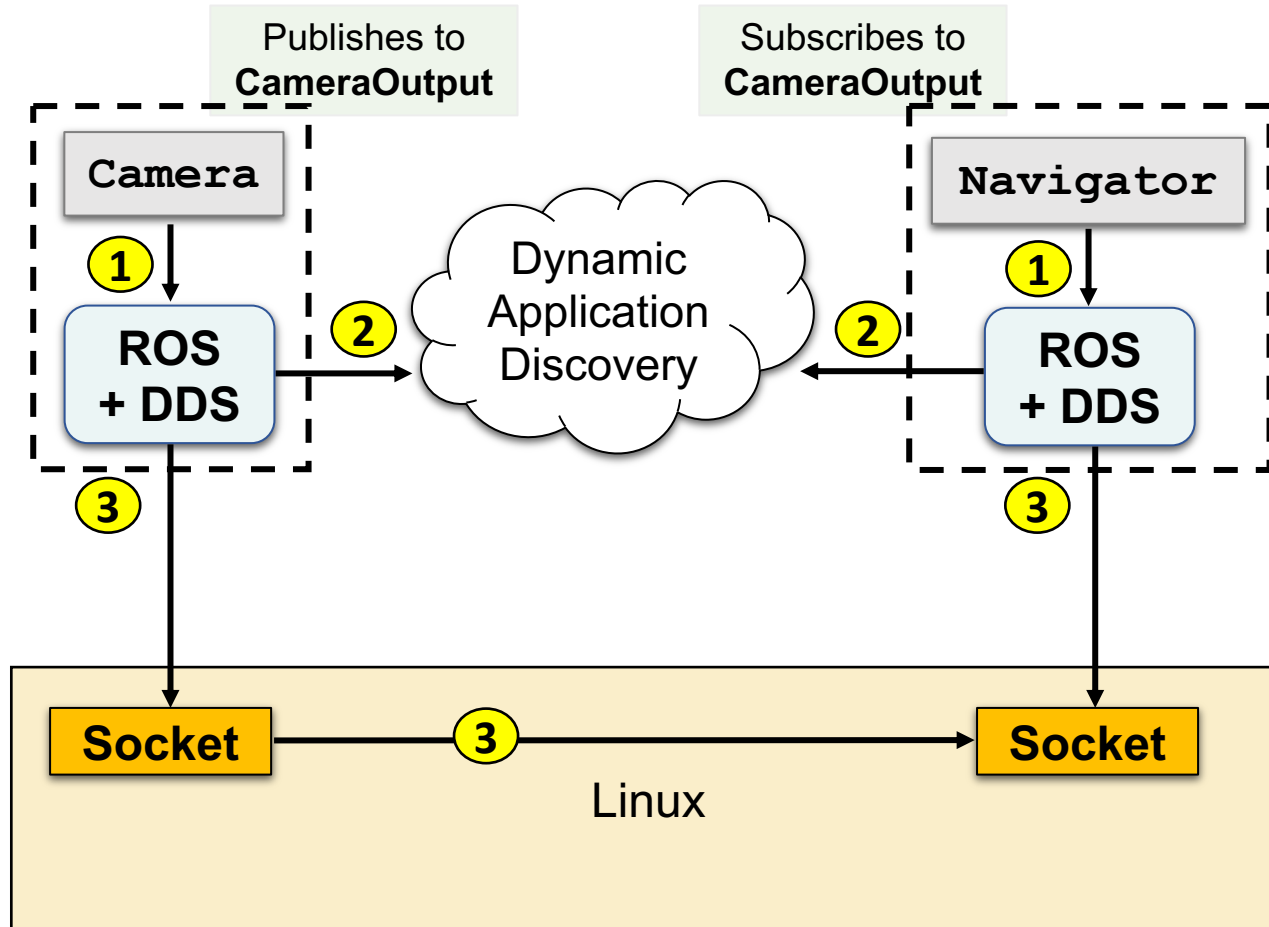 Publishes to
CameraOutput
Subscribes to
CameraOutput
Camera
Navigator
1
1
Dynamic
Application
Discovery
ROS
+ DDS
2
2
ROS
+ DDS
3
3
Socket
3
Socket
Linux